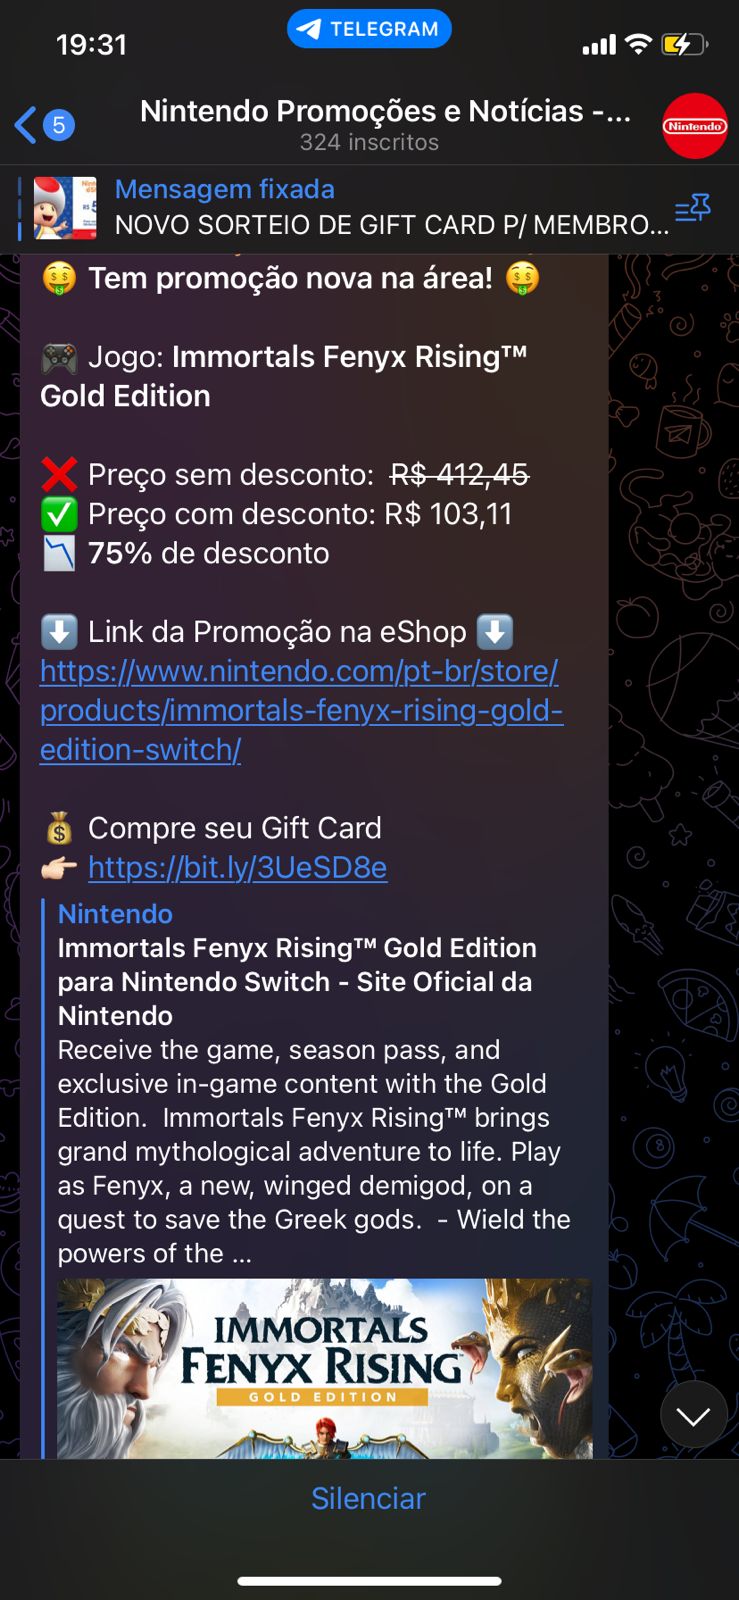 19:31
TELEGRAM
5
Nintendo Promoções e Notícias -...
324 inscritos
Nintendo
Mensagem fixada
NOVO SORTEIO DE GIFT CARD P/ MEMBRO...
🤑 Tem promoção nova na área! 🤑
🎮 Jogo: Immortals Fenyx Rising™
Gold Edition
❌ Preço sem desconto: R$ 412,45
✅ Preço com desconto: R$ 103,11
📉 75% de desconto
⬇️ Link da Promoção na eShop ⬇️
https://www.nintendo.com/pt-br/store/
products/immortals-fenyx-rising-gold-
edition-switch/
💰 Compre seu Gift Card
👉🏻 https://bit.ly/3UeSD8e
Nintendo
Immortals Fenyx Rising™ Gold Edition
para Nintendo Switch - Site Oficial da
Nintendo
Receive the game, season pass, and
exclusive in-game content with the Gold
Edition.  Immortals Fenyx Rising™ brings
grand mythological adventure to life. Play
as Fenyx, a new, winged demigod, on a
quest to save the Greek gods.  - Wield the
powers of the ...
IMMORTALS
FENYX RISING
GOLD EDITION
Silenciar